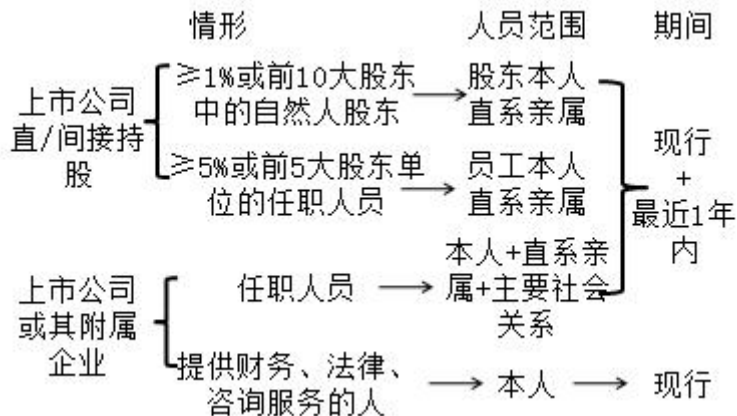 情形 人员范围 期间
上市公司
直/间接持
股
≥1%或前10大股东
中的自然人股东
股东本人
直系亲属
≥5%或前5大股东单
位的任职人员
员工本人
直系亲属
现行
+
最近1年
内
上市公司
或其附属
企业
任职人员
本人+直系亲
属+主要社会
关系
提供财务、法律、
咨询服务的人
本人
现行